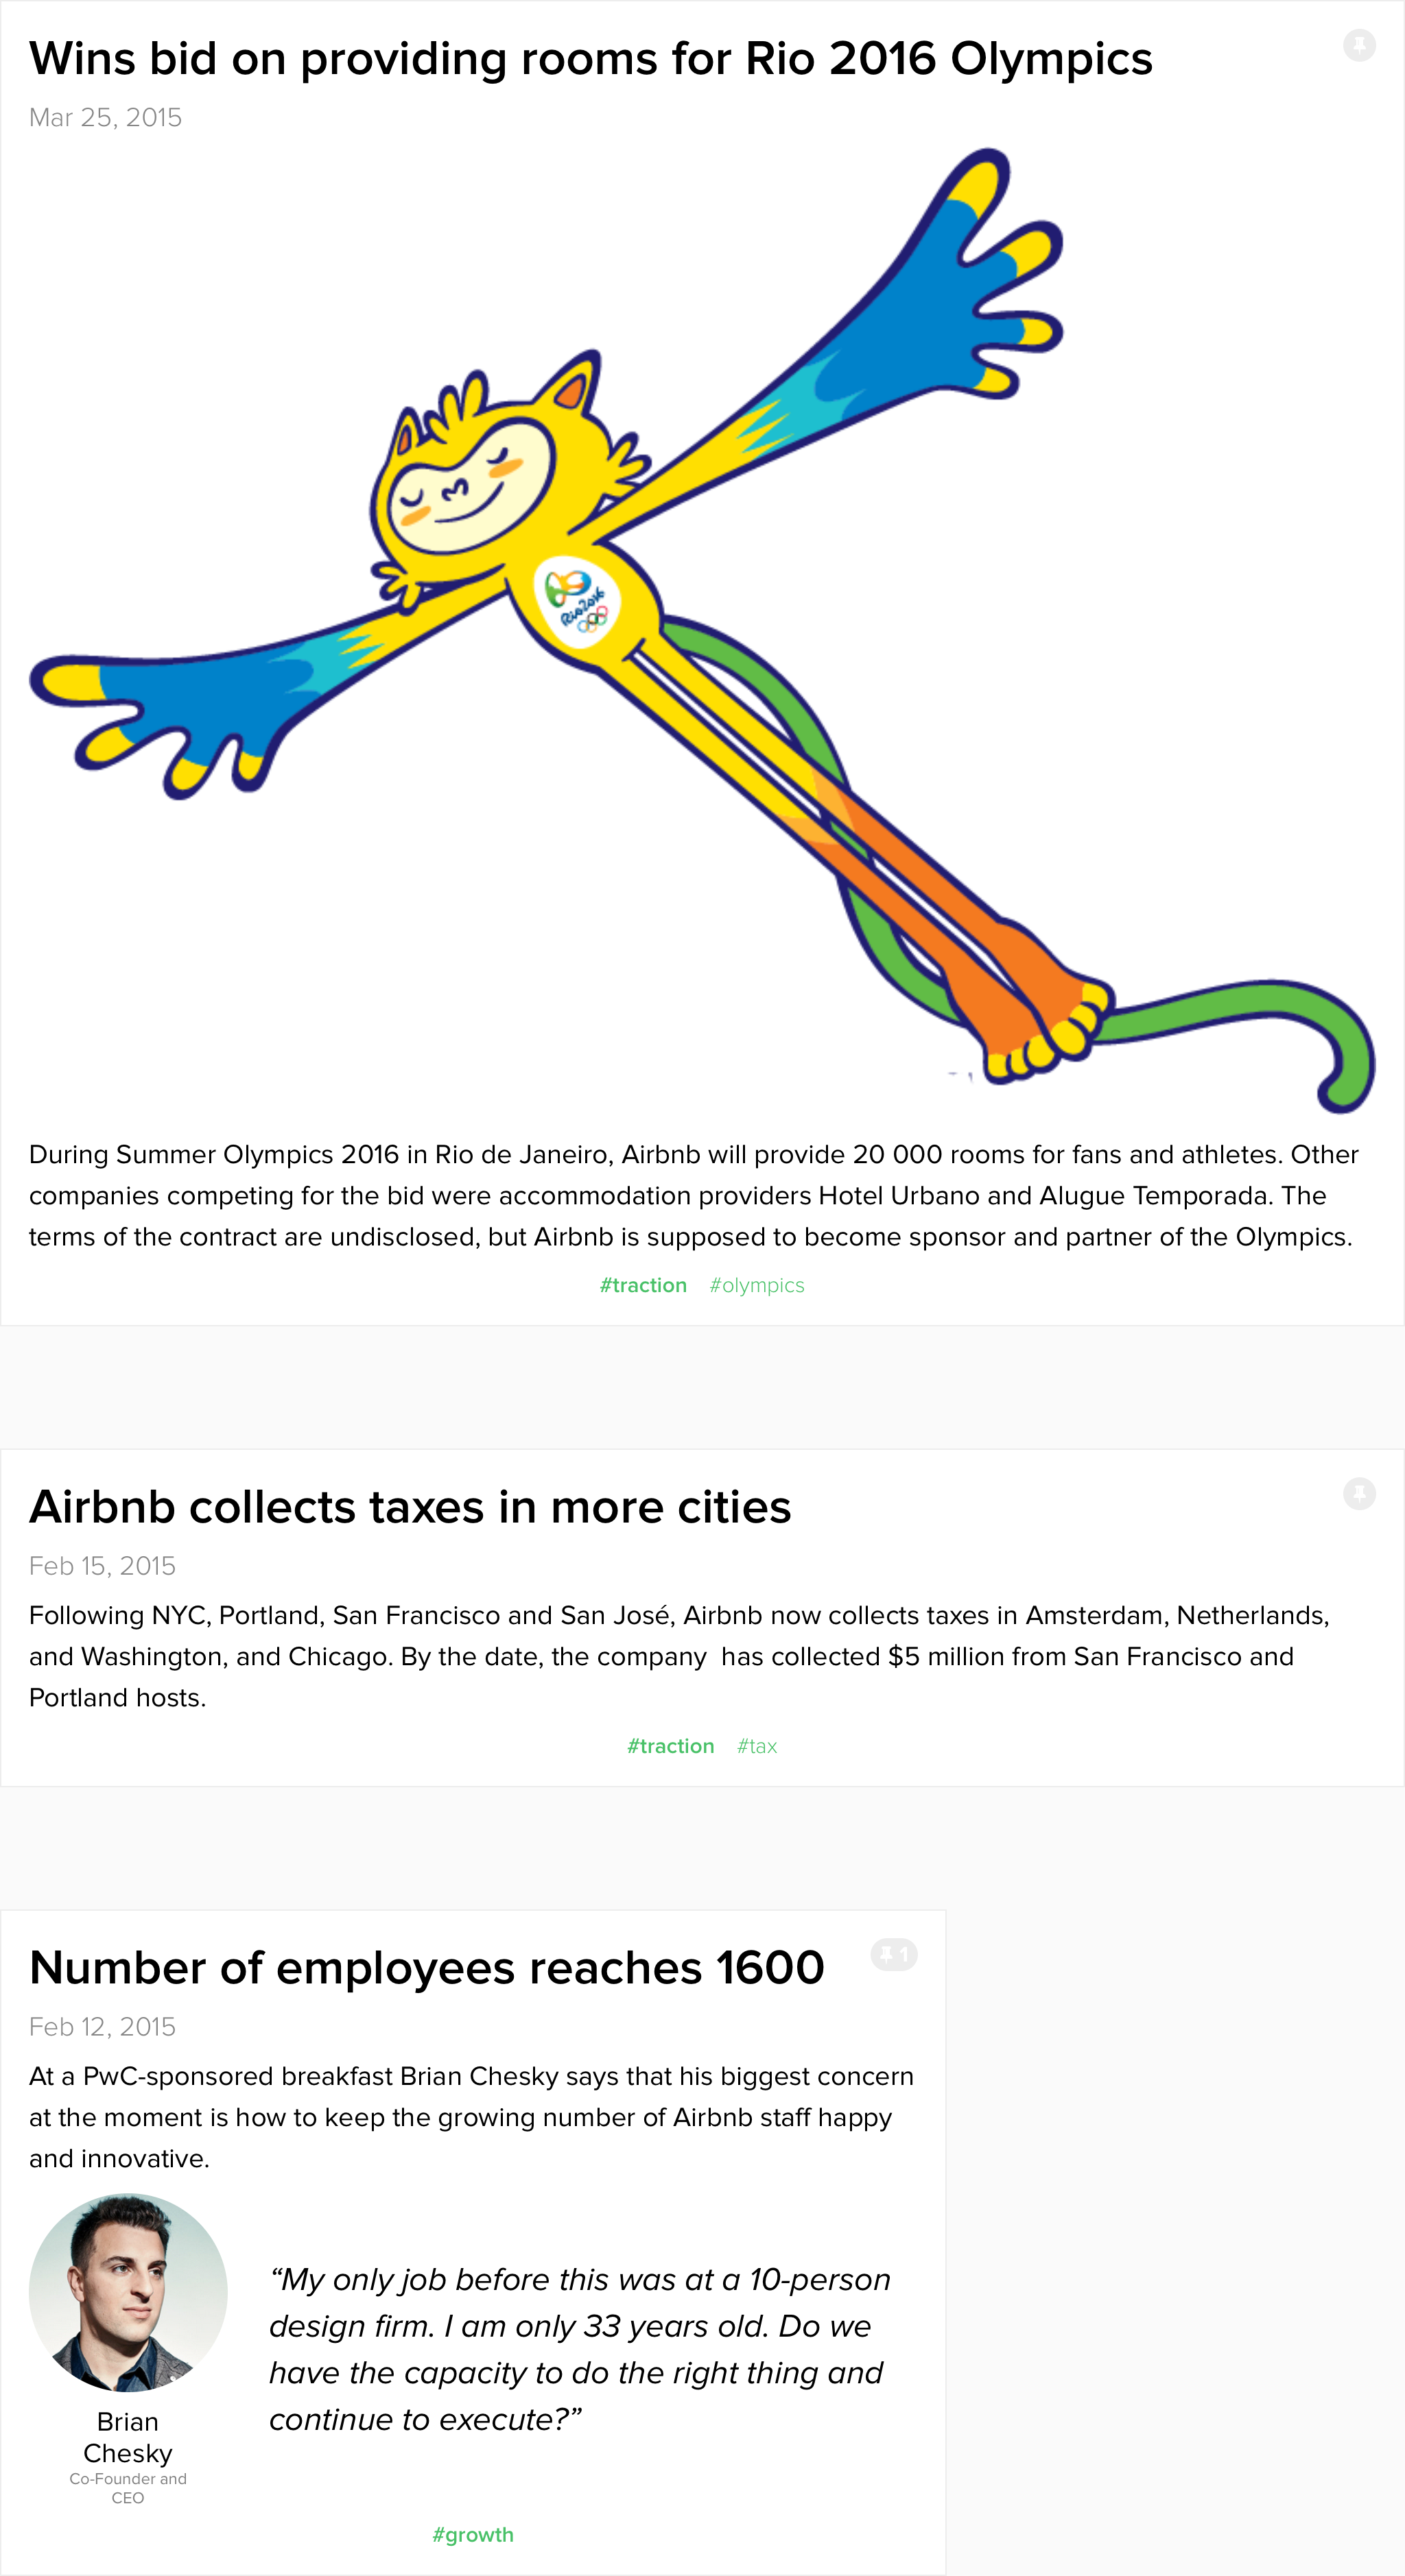 Wins bid on providing rooms for Rio 2016 Olympics
Mar 25, 2015
Rio2016
During Summer Olympics 2016 in Rio de Janeiro, Airbnb will provide 20 000 rooms for fans and athletes. Other
companies competing for the bid were accommodation providers Hotel Urbano and Alugue Temporada. The
terms of the contract are undisclosed, but Airbnb is supposed to become sponsor and partner of the Olympics.
#traction #olympics
Airbnb collects taxes in more cities
Feb 15, 2015
Following NYC, Portland, San Francisco and San José, Airbnb now collects taxes in Amsterdam, Netherlands,
and Washington, and Chicago. By the date, the company  has collected $5 million from San Francisco and
Portland hosts.
#traction #tax
Number of employees reaches 1600
1
Feb 12, 2015
At a PwC-sponsored breakfast Brian Chesky says that his biggest concern
at the moment is how to keep the growing number of Airbnb staff happy
and innovative.
“My only job before this was at a 10-person
design firm. I am only 33 years old. Do we
have the capacity to do the right thing and
continue to execute?”
Brian
Chesky
Co-Founder and
CEO
#growth